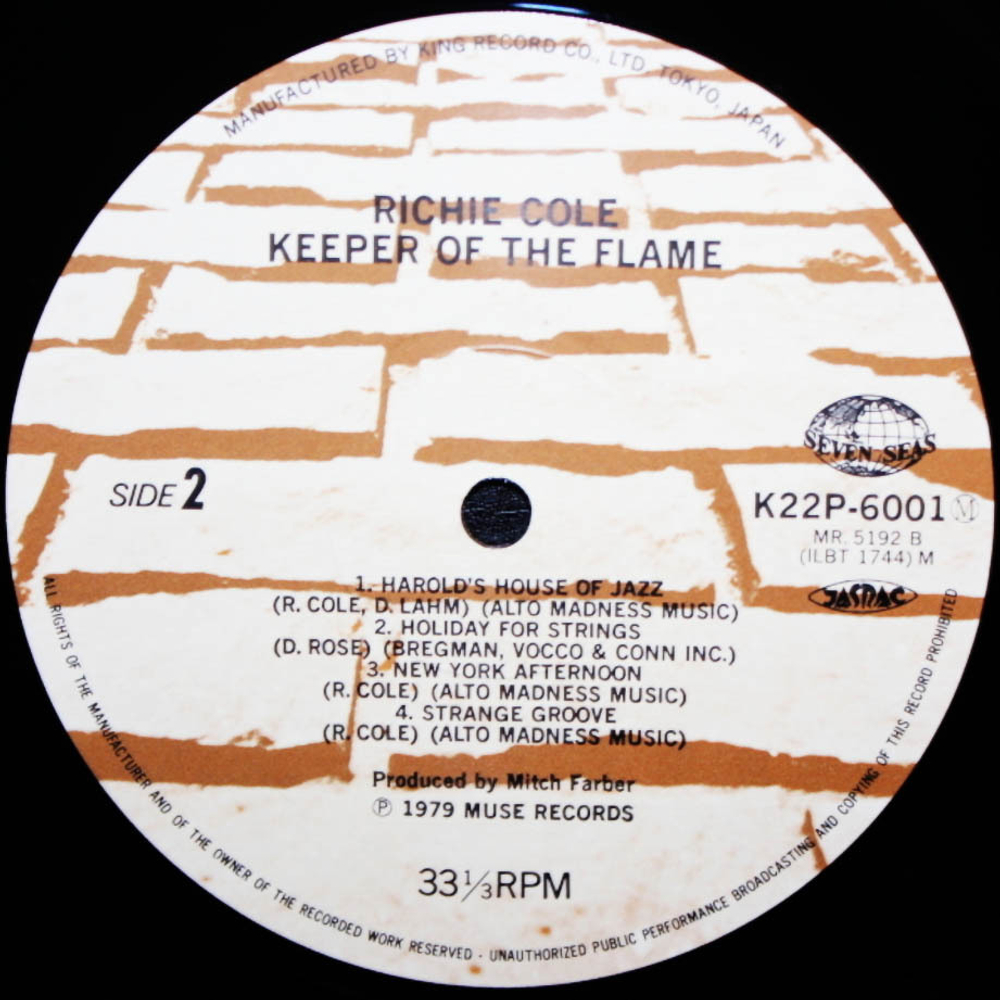 MANUFACTURED BY KING RECORD CO., LTD. TOKYO, JAPAN
RICHIE COLE
KEEPER OF THE FLAME
SEVEN SEAS
SIDE 2
K22P-6001 Ⓜ
MR. 5192 B
(ILBT 1744) M
JASRAC
1. HAROLD'S HOUSE OF JAZZ
(R. COLE, D. LAHM) (ALTO MADNESS MUSIC)
2. HOLIDAY FOR STRINGS
(D. ROSE) (BREGMAN, VOCCO & CONN INC.)
3. NEW YORK AFTERNOON
(R. COLE) (ALTO MADNESS MUSIC)
4. STRANGE GROOVE
(R. COLE) (ALTO MADNESS MUSIC)
Produced by Mitch Farber
℗ 1979 MUSE RECORDS
33⅓RPM
ALL RIGHTS OF THE MANUFACTURER AND OF THE OWNER OF THE RECORDED WORK RESERVED - UNAUTHORIZED PUBLIC PERFORMANCE BROADCASTING AND COPYING OF THIS RECORD PROHIBITED